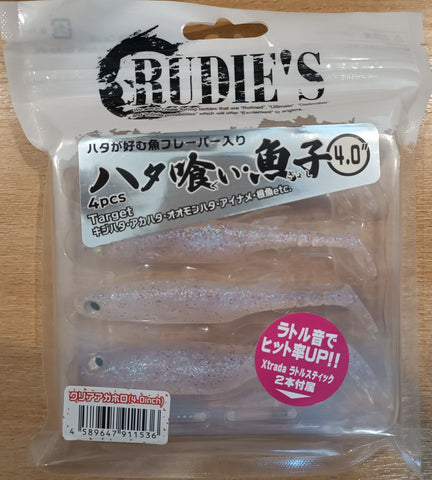 RUDIE'S
ハタが好む魚フレーバー入り
ハタ喰い魚子 4.0"
4pcs
Target
キジハタ・アカハタ・オオモンハタ・アイナメ・根魚etc.
ラトル音で
ヒット率UP!!
Xtrada ラトルスティック
2本付属
クリアアカホロ(4.0inch)
4 589647 911536